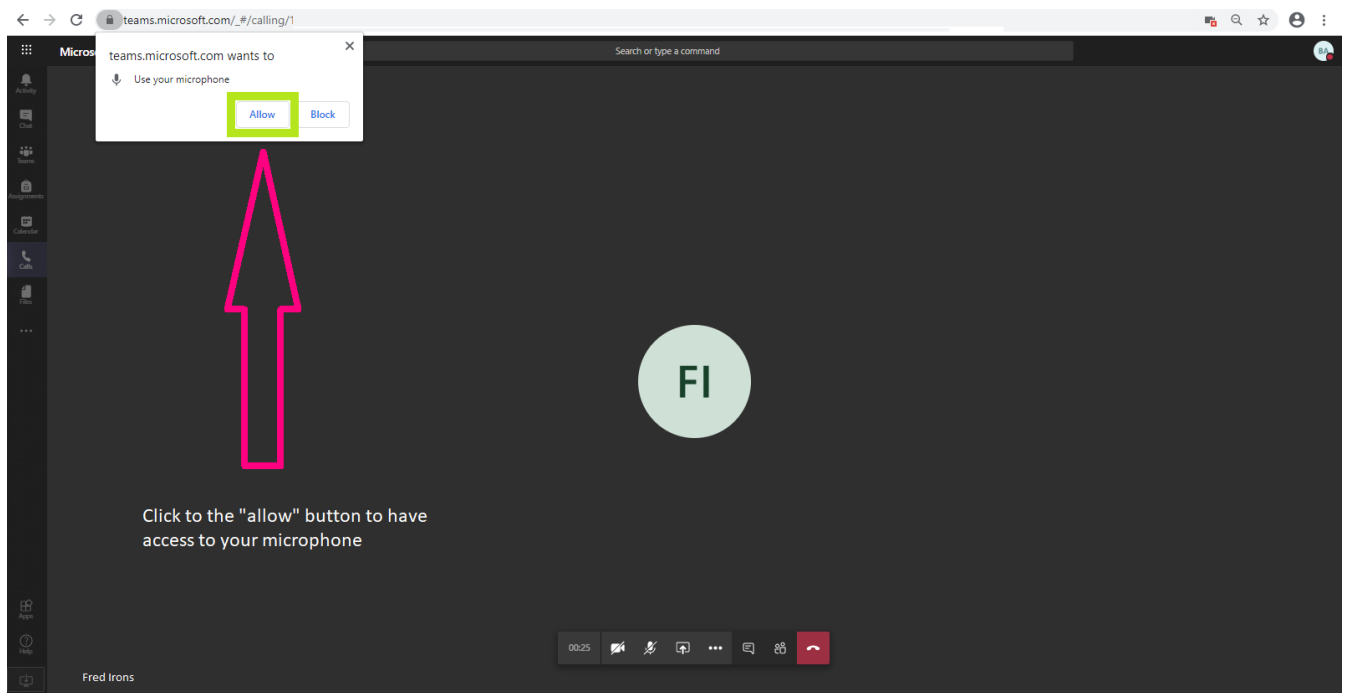 teams.microsoft.com/_#/calling/1
Micros
Search or type a command
BA
teams.microsoft.com wants to
Use your microphone
Allow
Block
Activity
Chat
Teams
Assignments
Calendar
Calls
Files
FI
Click to the "allow" button to have
access to your microphone
Apps
Help
00:25
Fred Irons